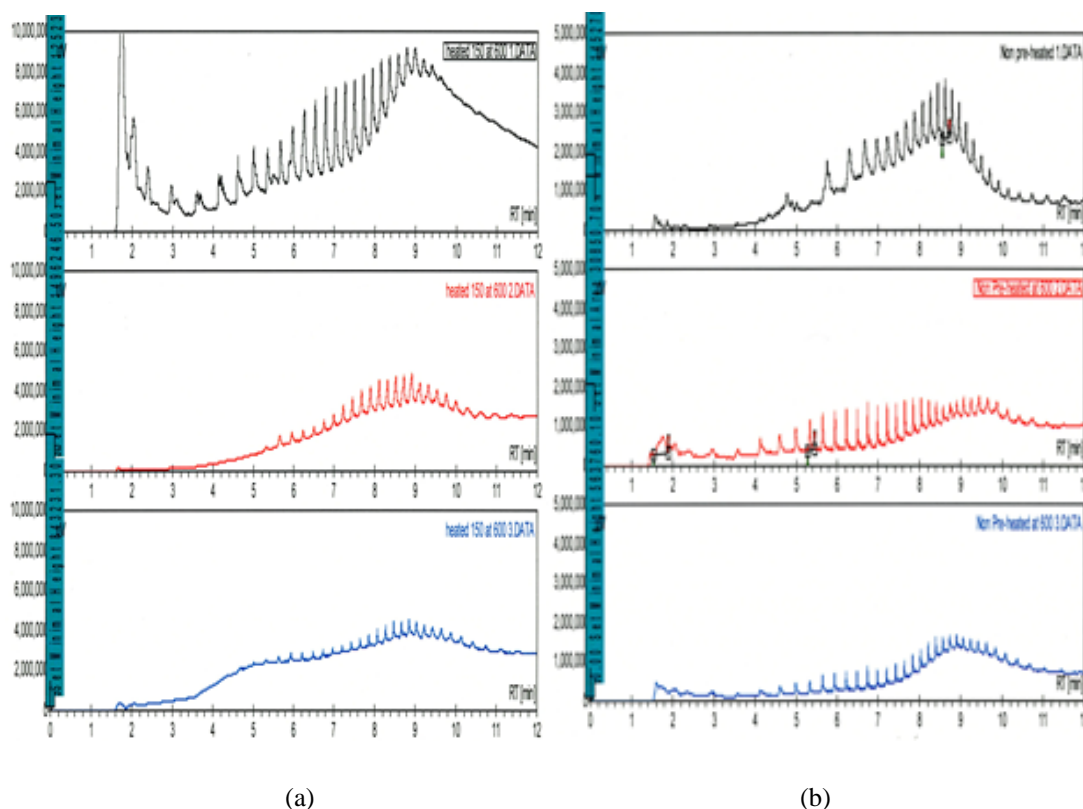 10,000,000
8,000,000
6,000,000
4,000,000
2,000,000
heated 150 at 600 1.DATA
RT [min]
1 2 3 4 5 6 7 8 9 10 11 12
10,000,000
8,000,000
6,000,000
4,000,000
2,000,000
heated 150 at 600 2.DATA
RT [min]
0 1 2 3 4 5 6 7 8 9 10 11 12
10,000,000
8,000,000
6,000,000
4,000,000
2,000,000
heated 150 at 600 3.DATA
RT [min]
0 1 2 3 4 5 6 7 8 9 10 11 12
(a)
5,000,000
4,000,000
3,000,000
2,000,000
1,000,000
Non pre-heated 1.DATA
RT [min]
0 1 2 3 4 5 6 7 8 9 10 11
5,000,000
4,000,000
3,000,000
2,000,000
1,000,000
Non Pre-heated at 600 2.DATA
RT [min]
0 1 2 3 4 5 6 7 8 9 10 11
5,000,000
4,000,000
3,000,000
2,000,000
1,000,000
Non Pre-heated at 600 3.DATA
RT [min]
0 1 2 3 4 5 6 7 8 9 10 11
(b)